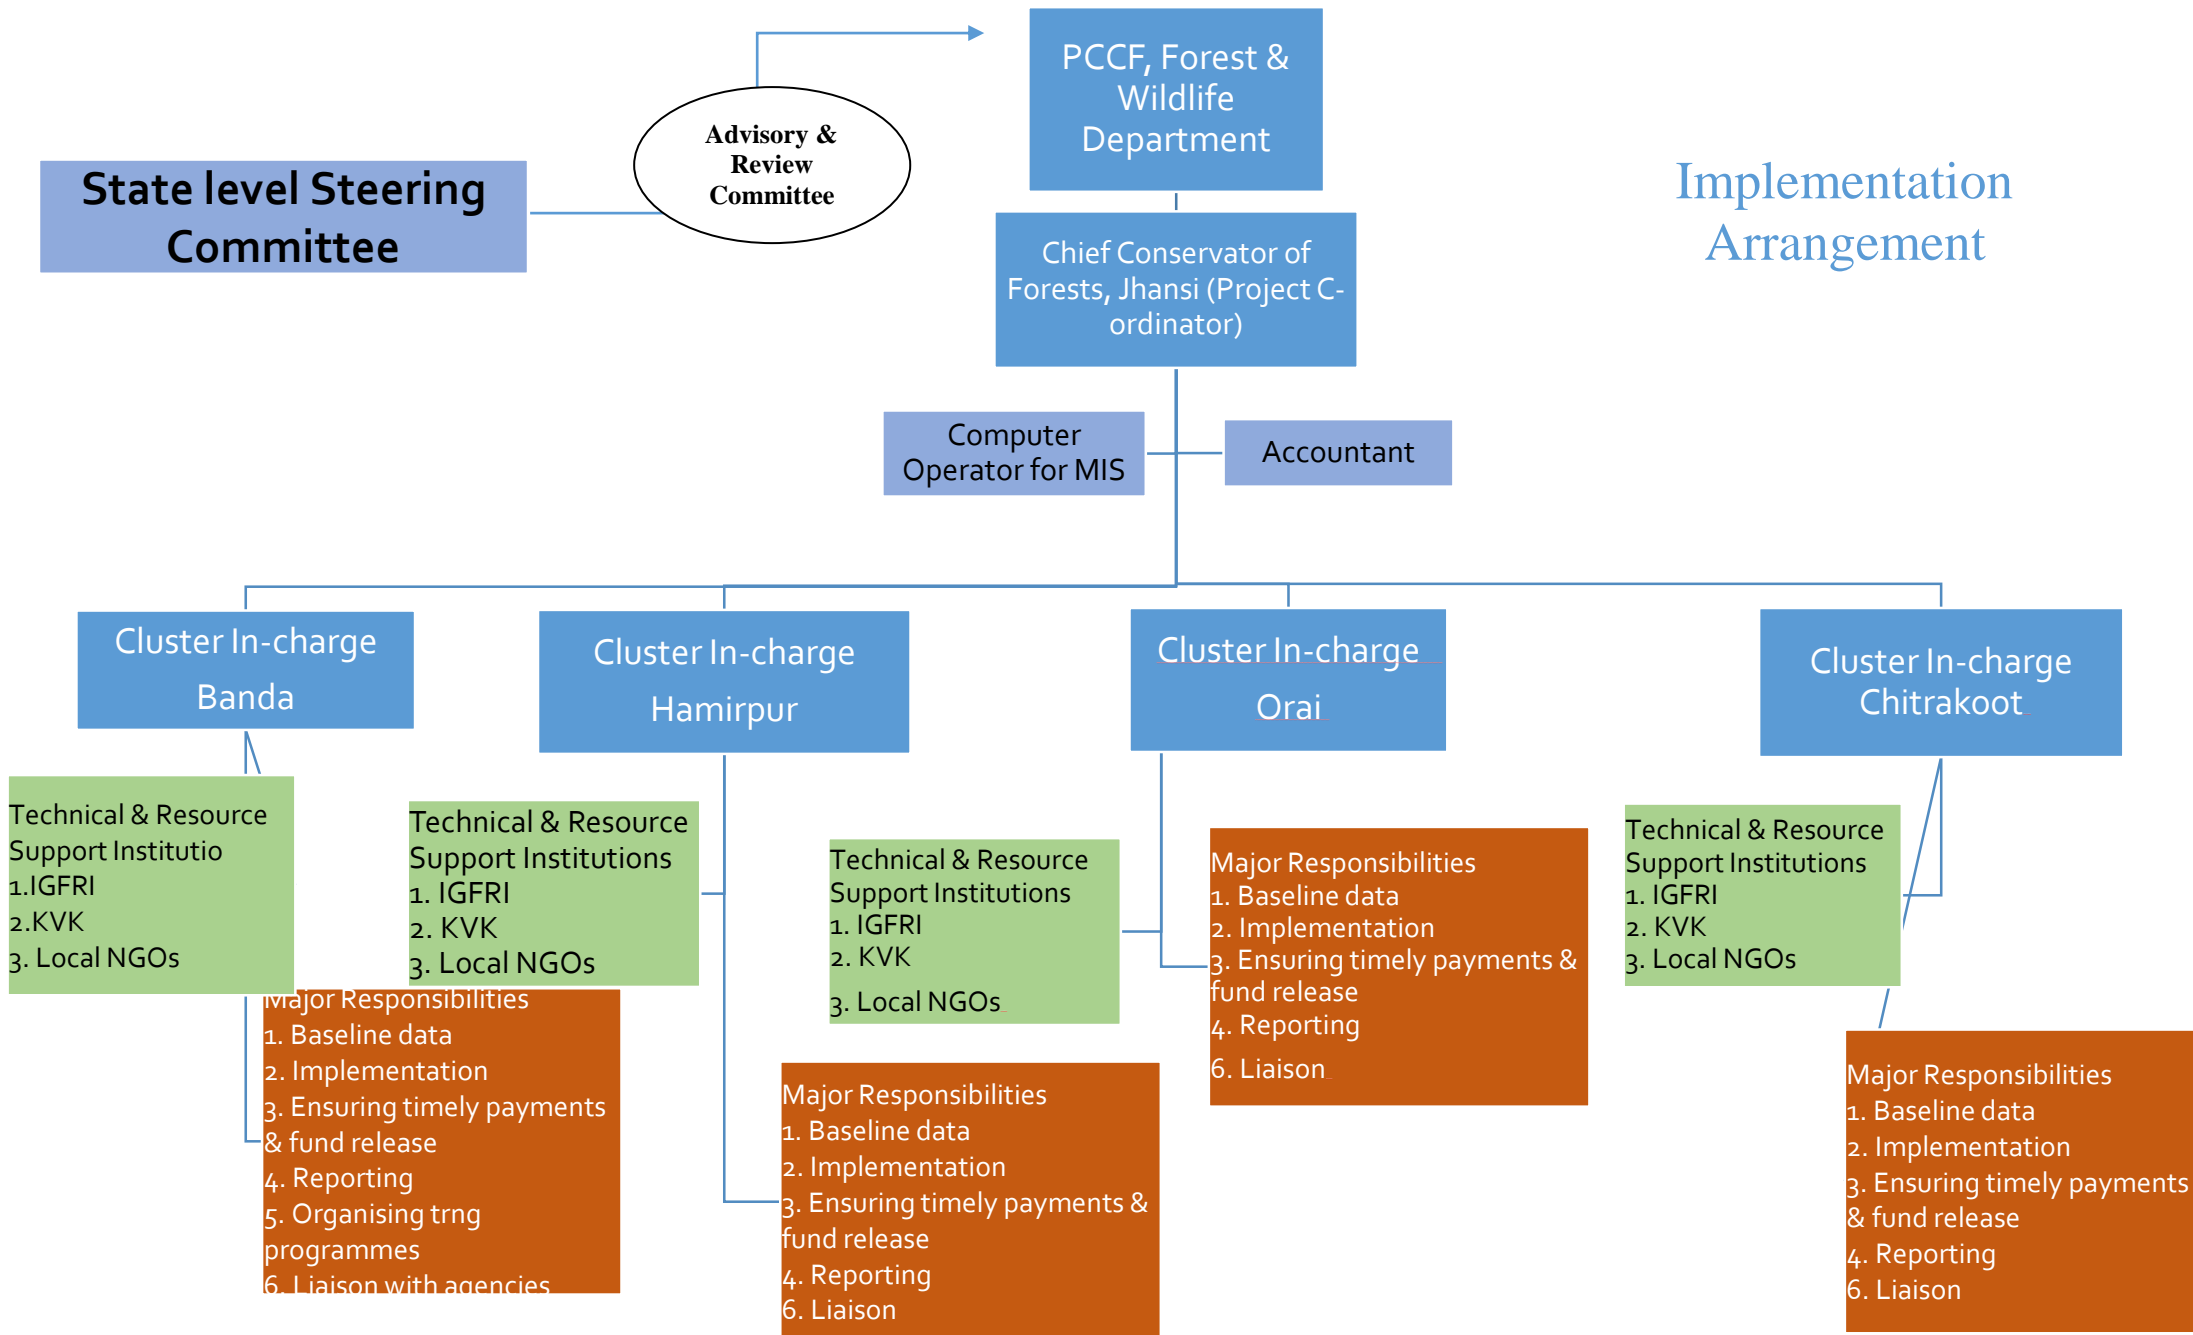 PCCF, Forest &
Wildlife
Department
Advisory &
Review
Committee
State level Steering
Committee
Implementation
Arrangement
Chief Conservator of
Forests, Jhansi (Project C-
ordinator)
Computer
Operator for MIS
Accountant
Cluster In-charge
Banda
Cluster In-charge
Hamirpur
Cluster In-charge
Orai
Cluster In-charge
Chitrakoot
Technical & Resource
Support Institutio
1.IGFRI
2.KVK
3. Local NGOs
Major Responsibilities
1. Baseline data
2. Implementation
3. Ensuring timely payments
& fund release
4. Reporting
5. Organising trng
programmes
6. Liaison with agencies
Technical & Resource
Support Institutions
1. IGFRI
2. KVK
3. Local NGOs
Major Responsibilities
1. Baseline data
2. Implementation
3. Ensuring timely payments &
fund release
4. Reporting
6. Liaison
Technical & Resource
Support Institutions
1. IGFRI
2. KVK
3. Local NGOs
Major Responsibilities
1. Baseline data
2. Implementation
3. Ensuring timely payments &
fund release
4. Reporting
6. Liaison
Technical & Resource
Support Institutions
1. IGFRI
2. KVK
3. Local NGOs
Major Responsibilities
1. Baseline data
2. Implementation
3. Ensuring timely payments
& fund release
4. Reporting
6. Liaison